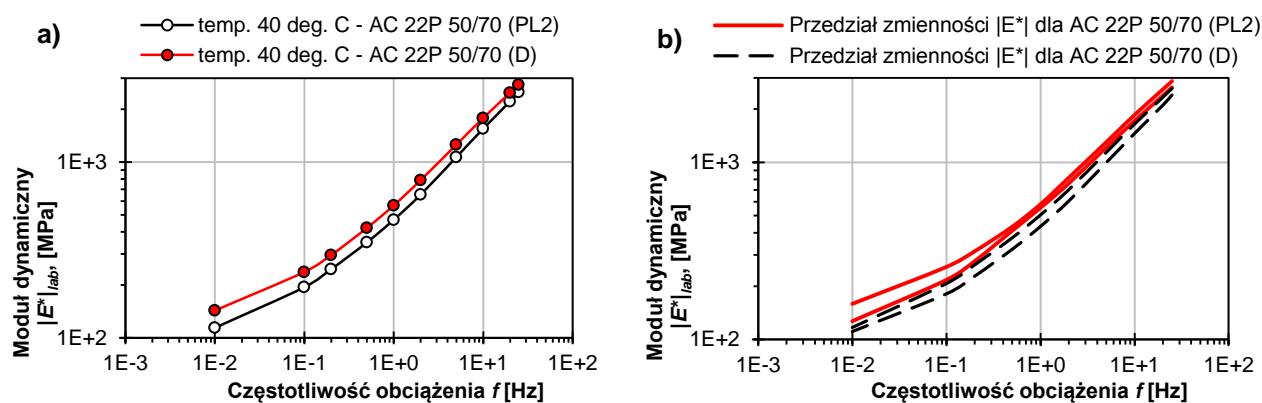 a)
temp. 40 deg. C - AC 22P 50/70 (PL2)
temp. 40 deg. C - AC 22P 50/70 (D)
Moduł dynamiczny
|E*|lab, [MPa]
1E+3
1E+2
1E-3 1E-2 1E-1 1E+0 1E+1 1E+2
Częstotliwość obciążenia f [Hz]
b)
Przedział zmienności |E*| dla AC 22P 50/70 (PL2)
Przedział zmienności |E*| dla AC 22P 50/70 (D)
Moduł dynamiczny
|E*|lab, [MPa]
1E+3
1E+2
1E-3 1E-2 1E-1 1E+0 1E+1 1E+2
Częstotliwość obciążenia f [Hz]